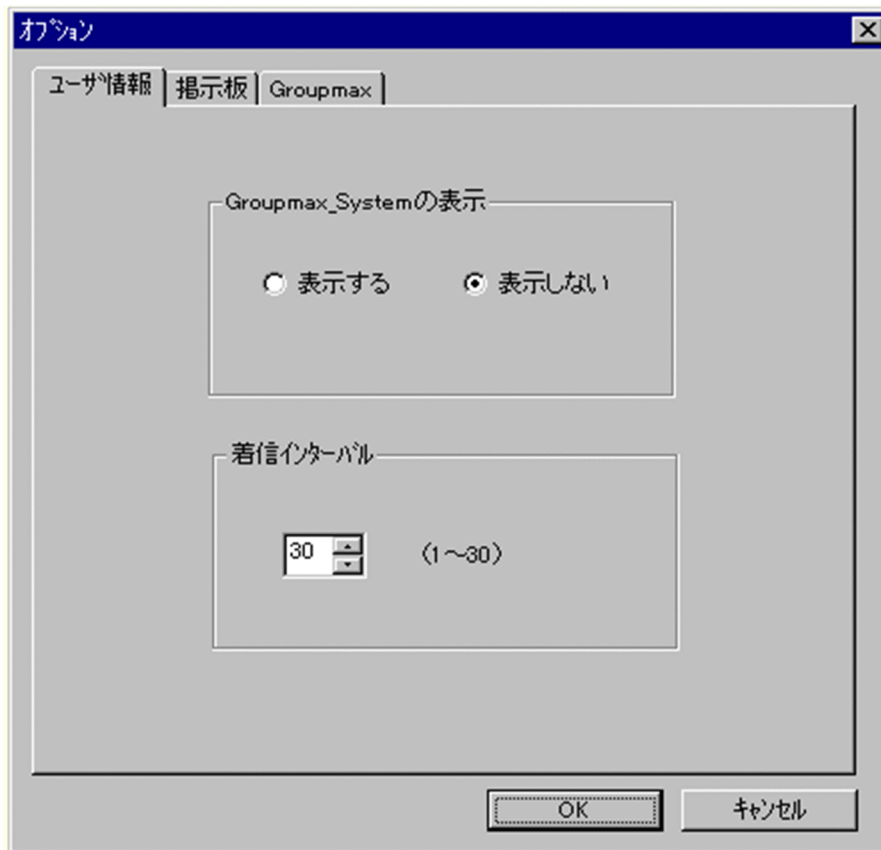 オプション
ユーザ情報 掲示板 Groupmax
Groupmax_Systemの表示
表示する 表示しない
着信インターバル
30 (1～30)
OK キャンセル